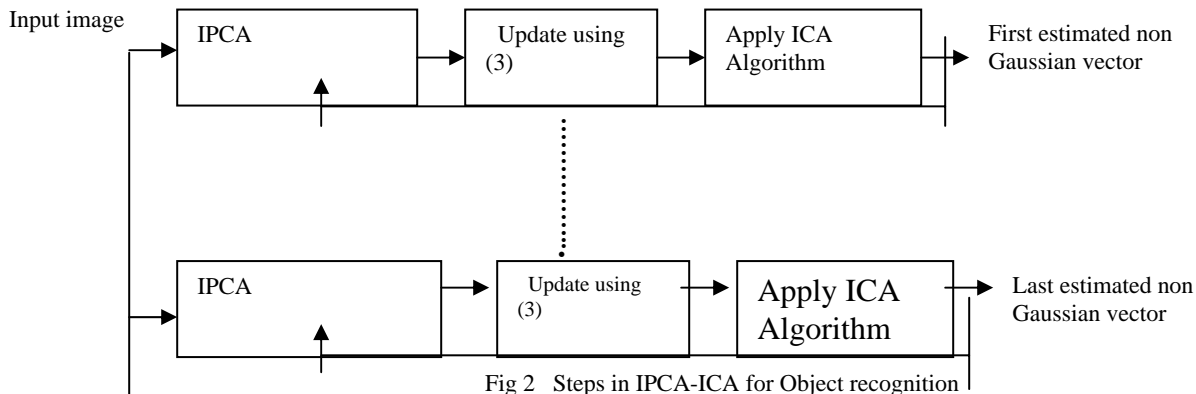 Input image
IPCA
Update using
(3)
Apply ICA
Algorithm
First estimated non
Gaussian vector
IPCA
Update using
(3)
Apply ICA
Algorithm
Last estimated non
Gaussian vector
Fig 2 Steps in IPCA-ICA for Object recognition